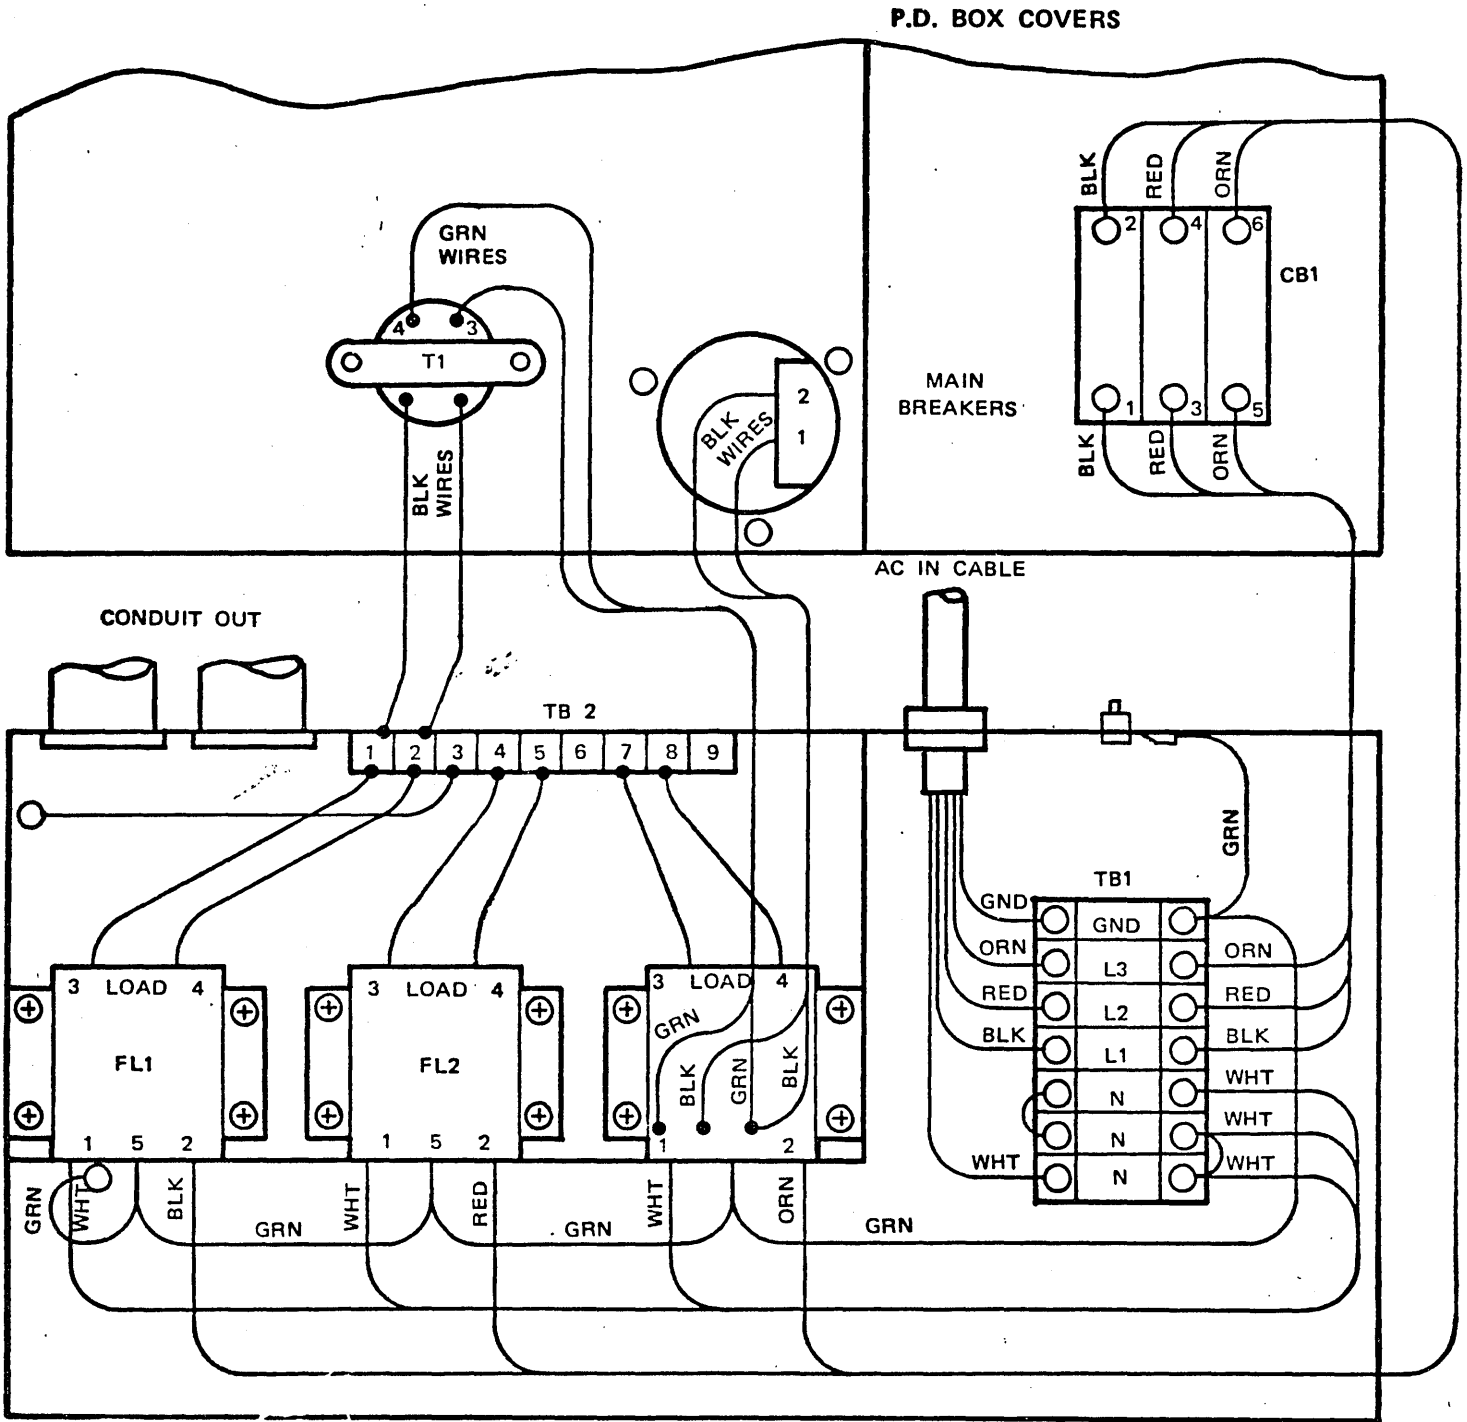 P.D. BOX COVERS
BLK
RED
ORN
2
4
6
CB1
GRN
WIRES
4
3
T1
BLK
WIRES
2
1
BLK
WIRES
MAIN
BREAKERS
1
3
5
BLK
RED
ORN
AC IN CABLE
CONDUIT OUT
TB 2
1 2 3 4 5 6 7 8 9
GRN
TB1
GND
GND
ORN
L3
ORN
RED
L2
RED
BLK
L1
BLK
N
WHT
N
WHT
WHT
N
WHT
3 LOAD 4
FL1
1 5 2
3 LOAD 4
FL2
1 5 2
3 LOAD 4
GRN
BLK
GRN
BLK
1 2
GRN
WHT
BLK
GRN
WHT
RED
GRN
WHT
ORN
GRN